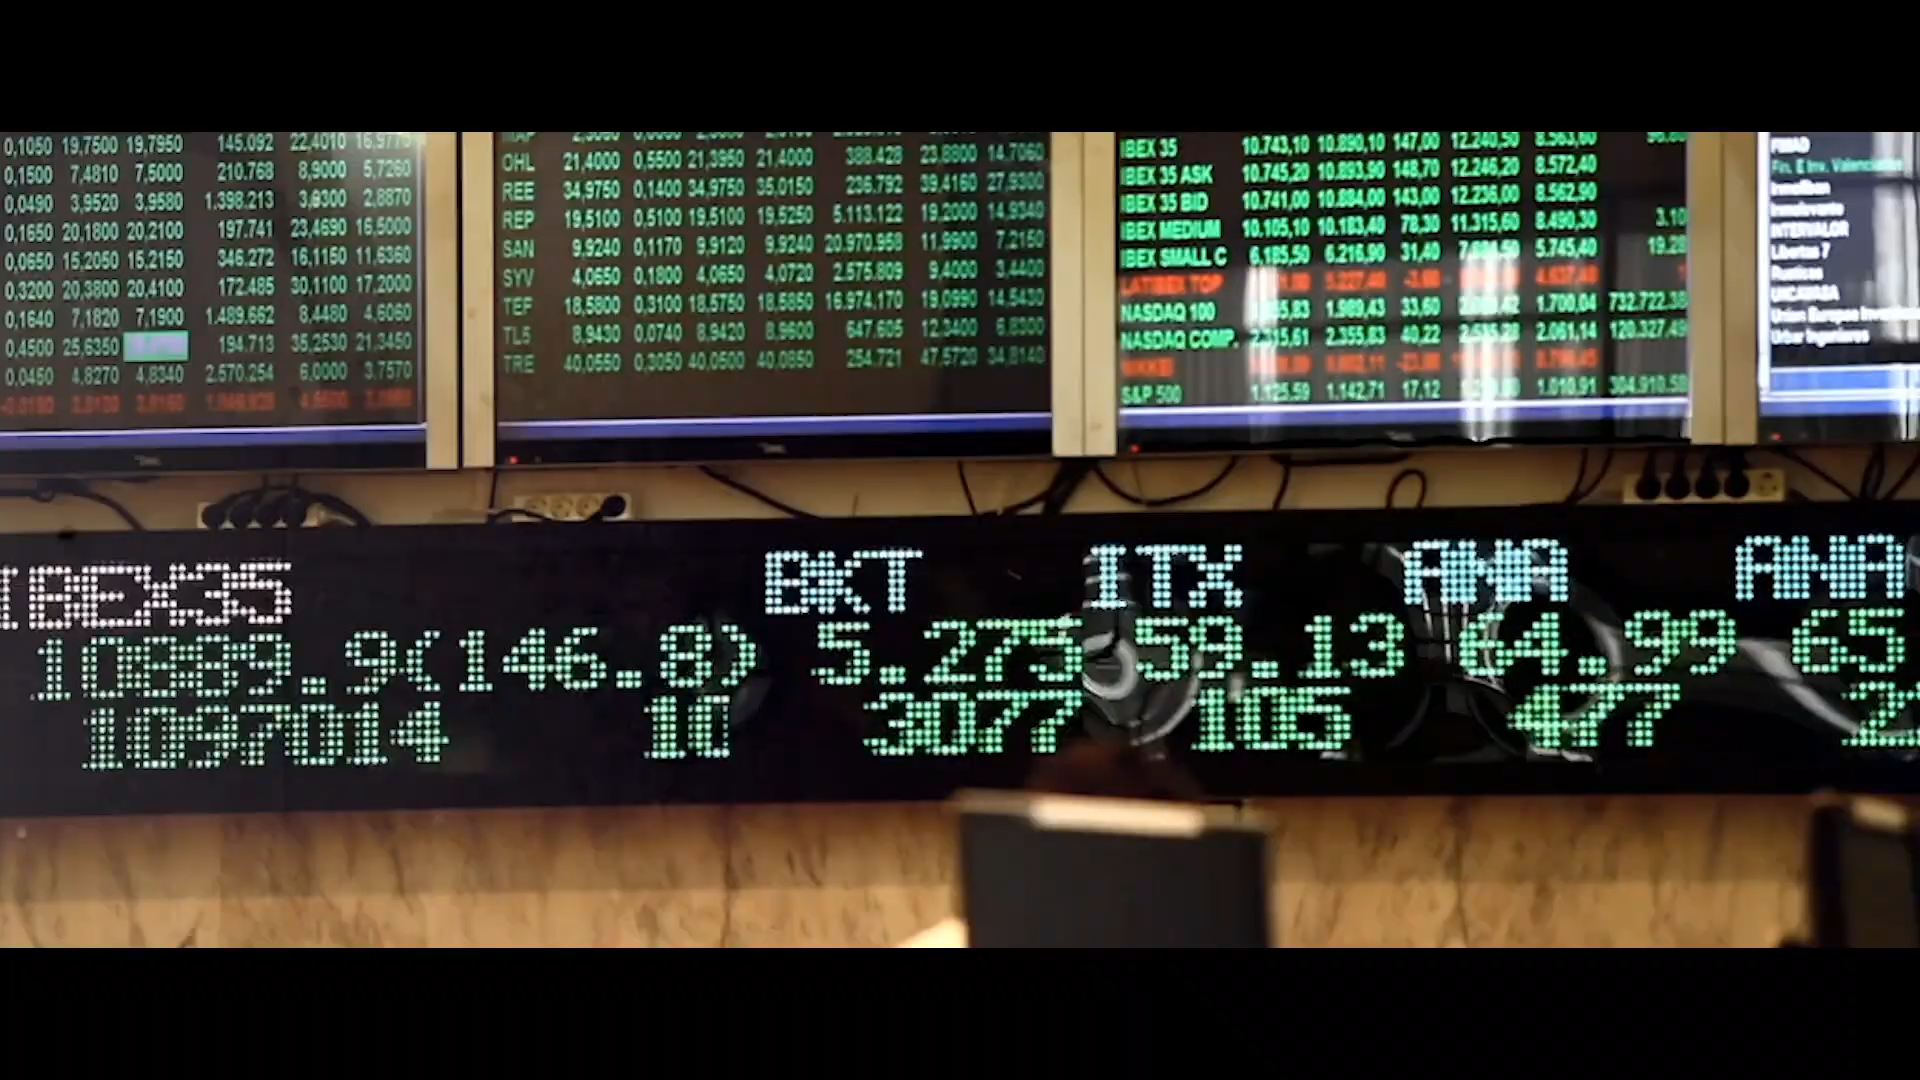 0,1050 19,7500 19,7950 145.092 22,4010
0,1500 7,4810 7,5000 210.768 8,9000 5,7260
0,0490 3,9520 3,9580 1.398.213 3,9300 2,8870
0,1650 20,1800 20,2100 197.741 23,4690 16,5000
0,0650 15,2050 15,2150 346.272 16,1150 11,6360
0,3200 20,3800 20,4100 172.485 30,1100 17,2000
0,1640 7,1820 7,1900 1.489.662 8,4480 4,6060
0,4500 25,6350 194.713 35,2530 21,3450
0,0450 4,8270 4,8340 2.570.254 6,0000 3,7570
OHL 21,4000 0,5500 21,3950 21,4000 388.428 23,8800 14,7060
REE 34,9750 0,1400 34,9750 35,0150 236.792 39,4160 27,9300
REP 19,5100 0,5100 19,5100 19,5250 5.113.122 19,2000 14,9340
SAN 9,9240 0,1170 9,9120 9,9240 20.970.958 11,9900 7,2150
SYV 4,0650 0,1800 4,0650 4,0720 2.575.809 9,4000 3,4400
TEF 18,5800 0,3100 18,5750 18,5850 16.974.170 19,0990 14,5430
TL5 8,9430 0,0740 8,9420 8,9600 647.605 12,3400 6,8300
TRE 40,0550 0,3050 40,0500 40,0850 254.721 47,5720 34,8140
IBEX 35 10.743,10 10.890,10 147,00 12.240,50 8.563,60
IBEX 35 ASK 10.745,20 10.893,90 148,70 12.246,20 8.572,40
IBEX 35 BID 10.741,00 10.884,00 143,00 12.236,00 8.562,90
IBEX MEDIUM 10.105,10 10.183,40 78,30 11.315,60 8.490,30 3.10
IBEX SMALL C 6.185,50 6.216,90 31,40 5.745,40 19.28
LATIBEX TOP
NASDAQ 100 1.989,43 33,60 1.700,04 732.722.38
NASDAQ COMP. 2.315,61 2.355,83 40,22 2.061,14 120.327,49
NIKKEI
S&P 500 1.125,59 1.142,71 17,12 1.010,91 304.910.58
Fin. E Inv. Valencianas
INTERVALOR
Libertas 7
Rusticas
IBEX35 BKT ITX ANA ANA
10889.9(146.8) 5.275 59.13 64.99 65
1097014 10 3077 105 477 2